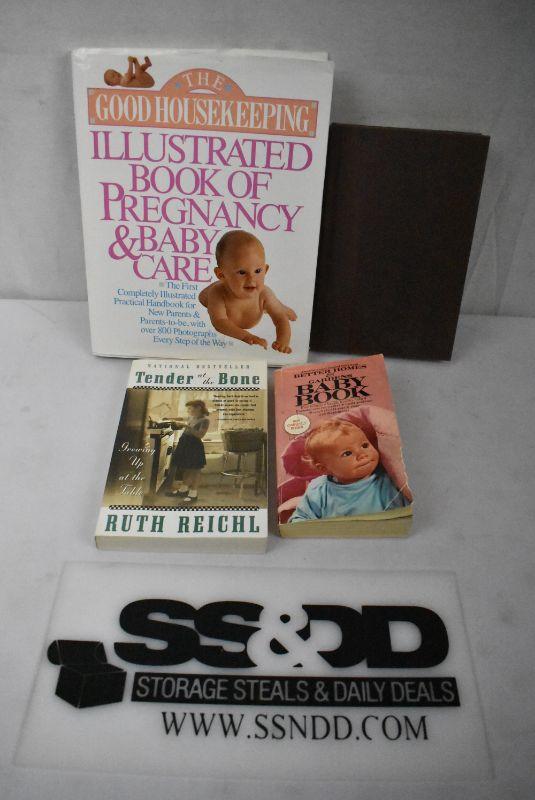 THE
GOOD HOUSEKEEPING
ILLUSTRATED
BOOK OF
PREGNANCY
& BABY
CARE
The First
Completely Illustrated
Practical Handbook for
New Parents &
Parents-to-be, with
over 800 Photographs
Every Step of the Way
NATIONAL BESTSELLER
Tender at the Bone
Growing
Up
at the
Table
RUTH REICHL
BETTER HOMES
&
GARDENS
BABY
BOOK
SS&DD
STORAGE STEALS & DAILY DEALS
WWW.SSNDD.COM